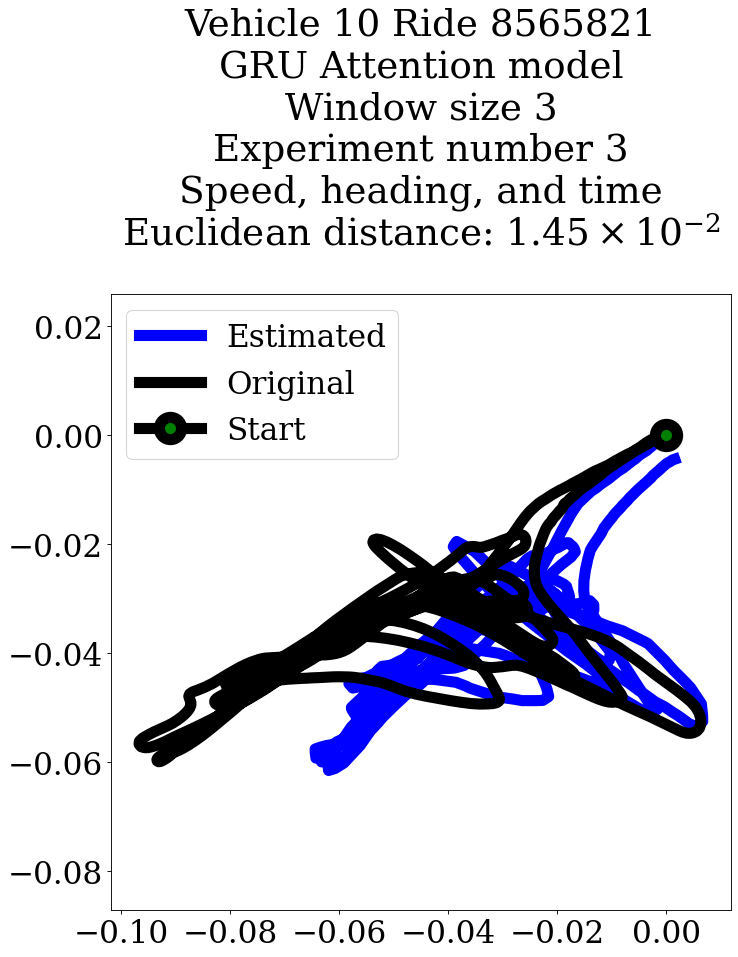 Vehicle 10 Ride 8565821
GRU Attention model
Window size 3
Experiment number 3
Speed, heading, and time
Euclidean distance: 1.45 × 10⁻²
Estimated
Original
Start
0.02
0.00
−0.02
−0.04
−0.06
−0.08
−0.10 −0.08 −0.06 −0.04 −0.02 0.00